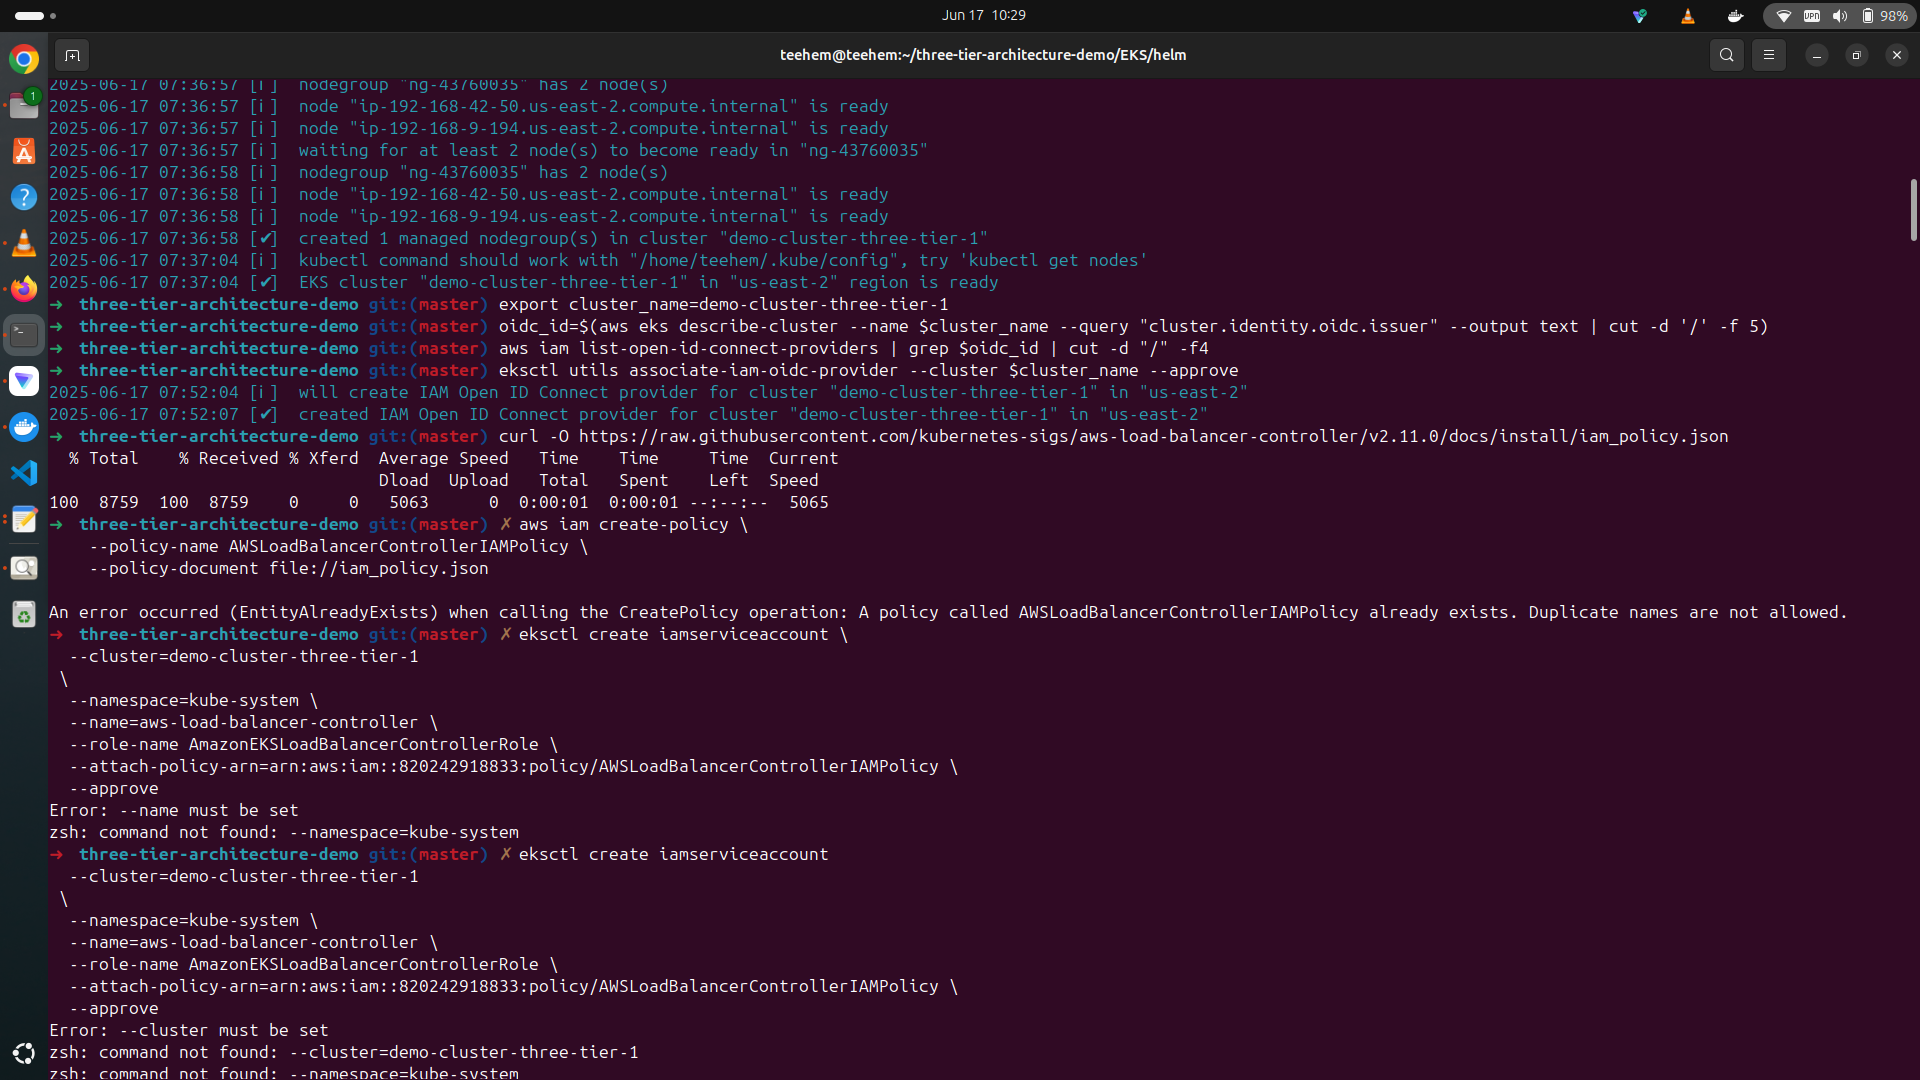 Jun 17  10:29
98%
teehem@teehem:~/three-tier-architecture-demo/EKS/helm
1
2025-06-17 07:36:57 [ℹ]  nodegroup "ng-43760035" has 2 node(s)
2025-06-17 07:36:57 [ℹ]  node "ip-192-168-42-50.us-east-2.compute.internal" is ready
2025-06-17 07:36:57 [ℹ]  node "ip-192-168-9-194.us-east-2.compute.internal" is ready
2025-06-17 07:36:57 [ℹ]  waiting for at least 2 node(s) to become ready in "ng-43760035"
2025-06-17 07:36:58 [ℹ]  nodegroup "ng-43760035" has 2 node(s)
2025-06-17 07:36:58 [ℹ]  node "ip-192-168-42-50.us-east-2.compute.internal" is ready
2025-06-17 07:36:58 [ℹ]  node "ip-192-168-9-194.us-east-2.compute.internal" is ready
2025-06-17 07:36:58 [✔]  created 1 managed nodegroup(s) in cluster "demo-cluster-three-tier-1"
2025-06-17 07:37:04 [ℹ]  kubectl command should work with "/home/teehem/.kube/config", try 'kubectl get nodes'
2025-06-17 07:37:04 [✔]  EKS cluster "demo-cluster-three-tier-1" in "us-east-2" region is ready
➜  three-tier-architecture-demo git:(master) export cluster_name=demo-cluster-three-tier-1
➜  three-tier-architecture-demo git:(master) oidc_id=$(aws eks describe-cluster --name $cluster_name --query "cluster.identity.oidc.issuer" --output text | cut -d '/' -f 5)
➜  three-tier-architecture-demo git:(master) aws iam list-open-id-connect-providers | grep $oidc_id | cut -d "/" -f4
➜  three-tier-architecture-demo git:(master) eksctl utils associate-iam-oidc-provider --cluster $cluster_name --approve
2025-06-17 07:52:04 [ℹ]  will create IAM Open ID Connect provider for cluster "demo-cluster-three-tier-1" in "us-east-2"
2025-06-17 07:52:07 [✔]  created IAM Open ID Connect provider for cluster "demo-cluster-three-tier-1" in "us-east-2"
➜  three-tier-architecture-demo git:(master) curl -O https://raw.githubusercontent.com/kubernetes-sigs/aws-load-balancer-controller/v2.11.0/docs/install/iam_policy.json
  % Total    % Received % Xferd  Average Speed   Time    Time     Time  Current
                                 Dload  Upload   Total   Spent    Left  Speed
100  8759  100  8759    0     0   5063      0  0:00:01  0:00:01 --:--:--  5065
➜  three-tier-architecture-demo git:(master) ✗ aws iam create-policy \
    --policy-name AWSLoadBalancerControllerIAMPolicy \
    --policy-document file://iam_policy.json
An error occurred (EntityAlreadyExists) when calling the CreatePolicy operation: A policy called AWSLoadBalancerControllerIAMPolicy already exists. Duplicate names are not allowed.
➜  three-tier-architecture-demo git:(master) ✗ eksctl create iamserviceaccount \
  --cluster=demo-cluster-three-tier-1
 \
  --namespace=kube-system \
  --name=aws-load-balancer-controller \
  --role-name AmazonEKSLoadBalancerControllerRole \
  --attach-policy-arn=arn:aws:iam::820242918833:policy/AWSLoadBalancerControllerIAMPolicy \
  --approve
Error: --name must be set
zsh: command not found: --namespace=kube-system
➜  three-tier-architecture-demo git:(master) ✗ eksctl create iamserviceaccount
  --cluster=demo-cluster-three-tier-1
 \
  --namespace=kube-system \
  --name=aws-load-balancer-controller \
  --role-name AmazonEKSLoadBalancerControllerRole \
  --attach-policy-arn=arn:aws:iam::820242918833:policy/AWSLoadBalancerControllerIAMPolicy \
  --approve
Error: --cluster must be set
zsh: command not found: --cluster=demo-cluster-three-tier-1
zsh: command not found: --namespace=kube-system